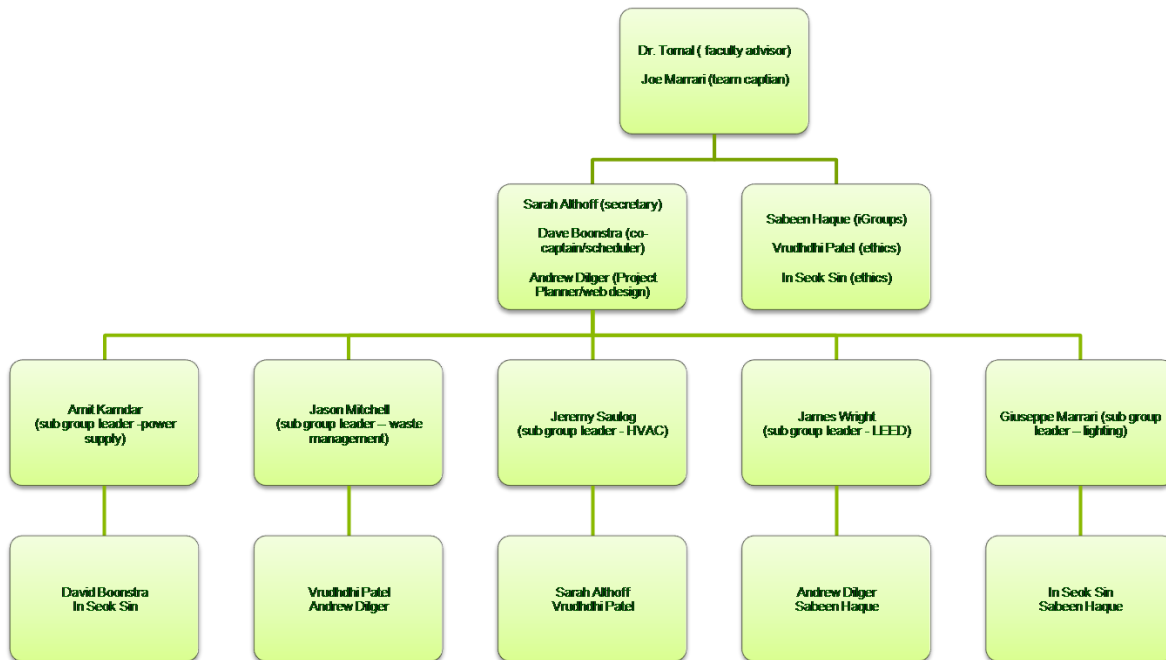 Dr. Tomal ( faculty advisor)
Joe Marrari (team captian)
Sarah Althoff (secretary)
Dave Boonstra (co-
captain/scheduler)
Andrew Dilger (Project
Planner/web design)
Sabeen Haque (iGroups)
Vrudhdhi Patel (ethics)
In Seok Sin (ethics)
Amit Karndar
(sub group leader -power
supply)
Jason Mitchell
(sub group leader – waste
management)
Jeremy Saulog
(sub group leader - HVAC)
James Wright
(sub group leader - LEED)
Giuseppe Marrari (sub group
leader – lighting)
David Boonstra
In Seok Sin
Vrudhdhi Patel
Andrew Dilger
Sarah Althoff
Vrudhdhi Patel
Andrew Dilger
Sabeen Haque
In Seok Sin
Sabeen Haque